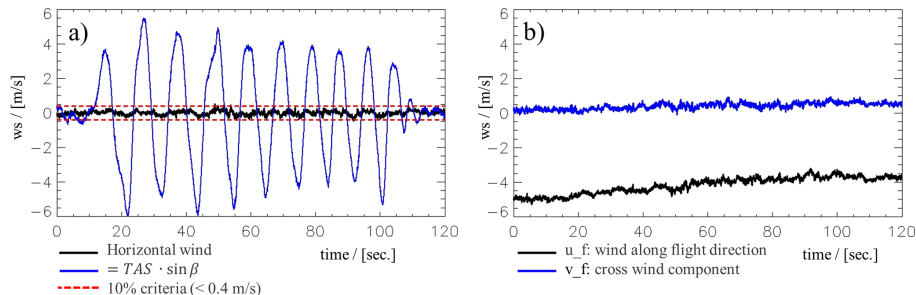 a)
6
4
2
0
−2
−4
−6
ws / [m/s]
0 20 40 60 80 100 120
time / [sec.]
Horizontal wind
= TAS · sin β
10% criteria (< 0.4 m/s)
b)
6
4
2
0
−2
−4
−6
ws / [m/s]
0 20 40 60 80 100 120
time / [sec.]
u_f: wind along flight direction
v_f: cross wind component